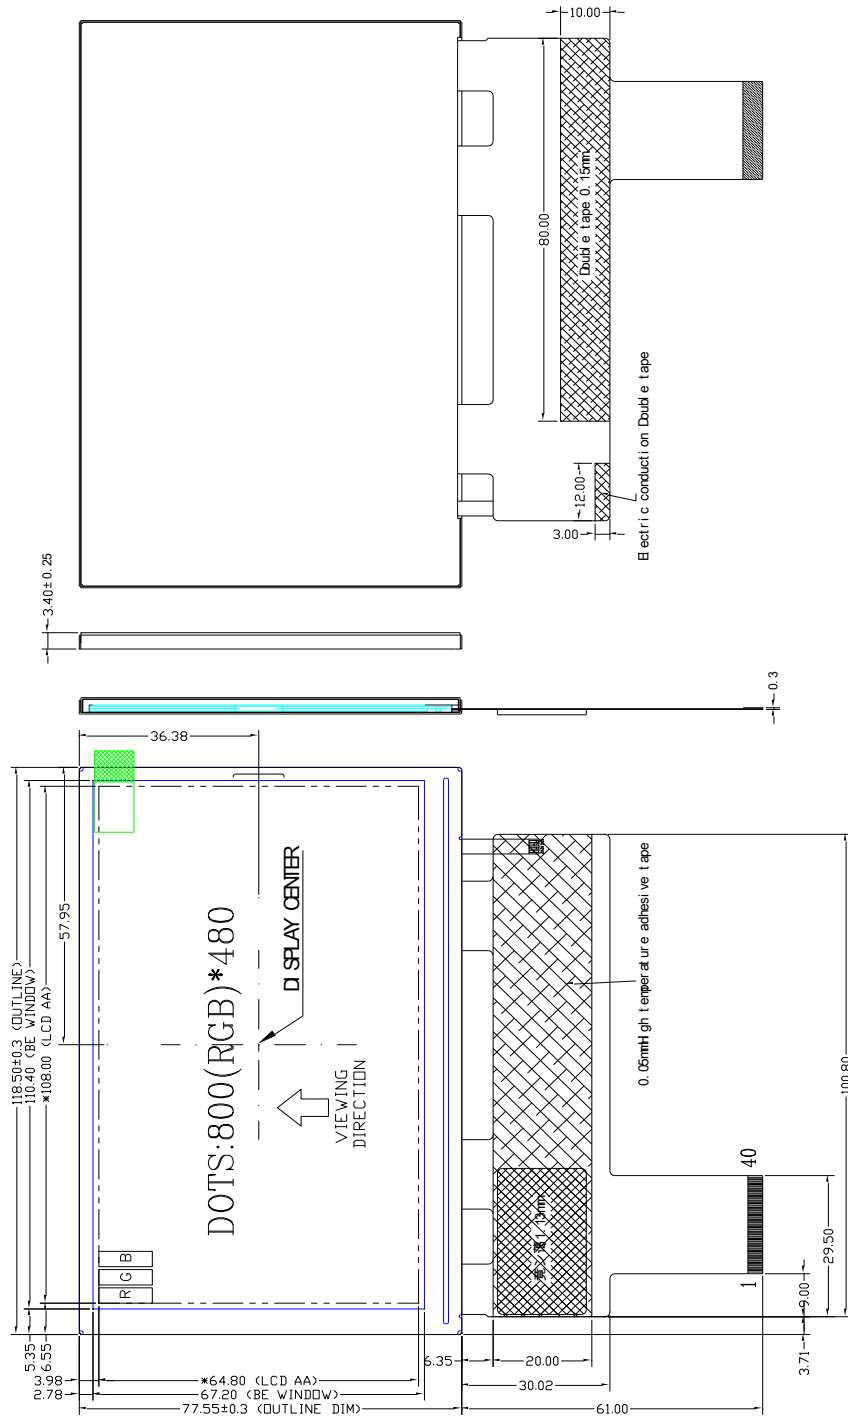 10.00
80.00
Double tape 0.15mm
12.00
3.00
Electric conduction Double tape
3.40±0.25
0.3
36.38
57.95
118.50±0.3 (OUTLINE)
110.40 (BE WINDOW)
*108.00 (LCD AA)
DOTS:800(RGB)*480
DISPLAY CENTER
VIEWING
DIRECTION
R G B
0.05mmHigh temperature adhesive tape
100.80
1.13mm
1 40
29.50
9.00
3.71
5.35
6.55
3.98
2.78
*64.80 (LCD AA)
67.20 (BE WINDOW)
77.55±0.3 (OUTLINE DIM)
6.35
20.00
30.02
61.00